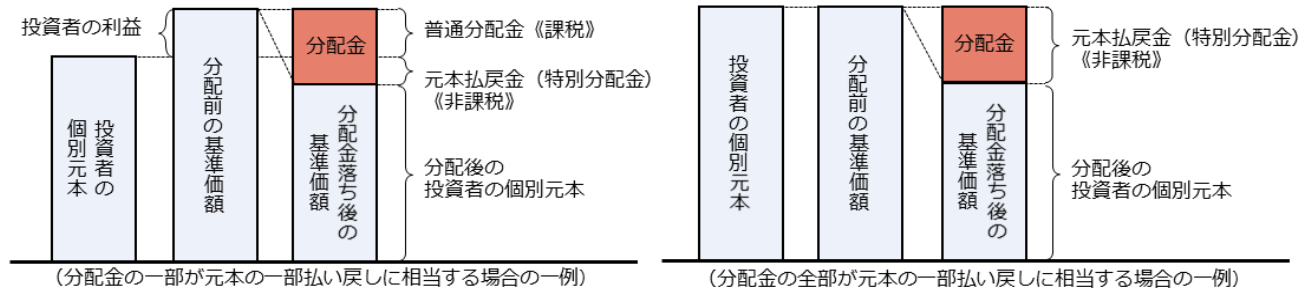 投資者の利益
投資者の
個別元本
分配前の基準価額
分配金
分配金落ち後の
基準価額
普通分配金《課税》
元本払戻金（特別分配金）
《非課税》
分配後の
投資者の個別元本
（分配金の一部が元本の一部払い戻しに相当する場合の一例）
投資者の個別元本
分配前の基準価額
分配金
分配金落ち後の
基準価額
元本払戻金（特別分配金）
《非課税》
分配後の
投資者の個別元本
（分配金の全部が元本の一部払い戻しに相当する場合の一例）